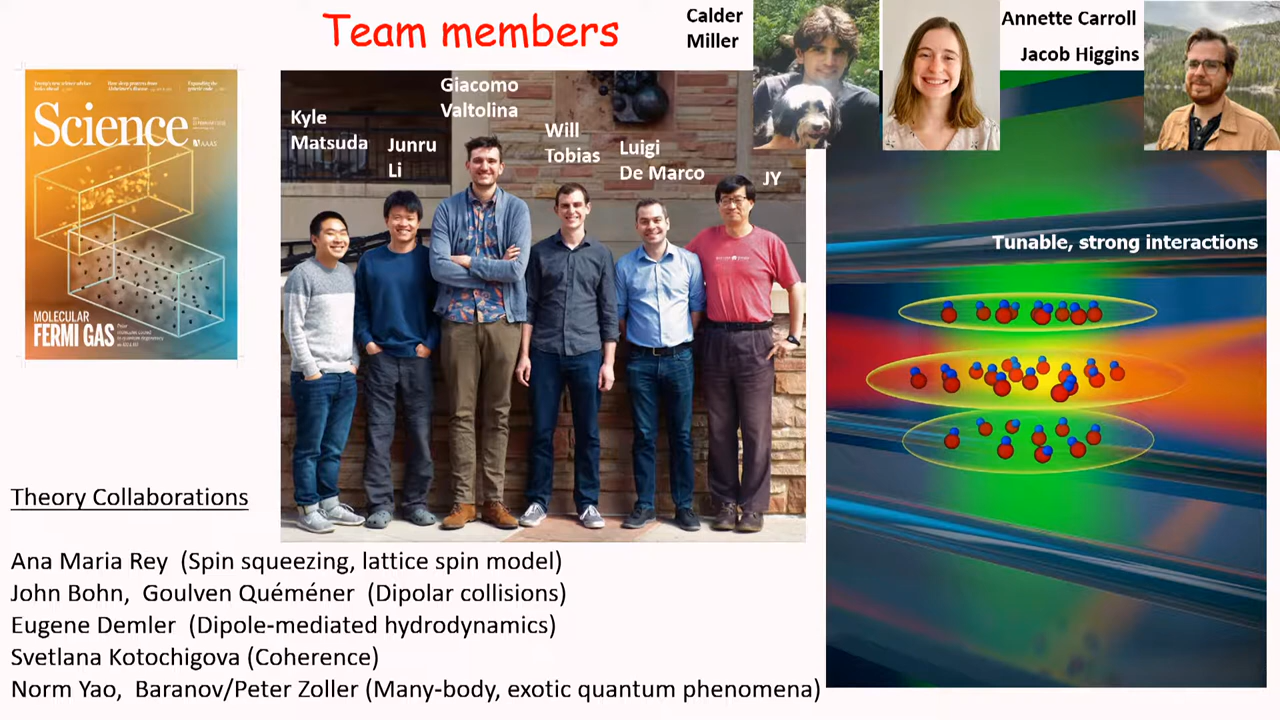 Team members
Calder
Miller
Annette Carroll
Jacob Higgins
Science
AAAS
MOLECULAR
FERMI GAS
Kyle
Matsuda
Junru
Li
Giacomo
Valtolina
Will
Tobias
Luigi
De Marco
JY
Tunable, strong interactions
Theory Collaborations
Ana Maria Rey (Spin squeezing, lattice spin model)
John Bohn, Goulven Quéméner (Dipolar collisions)
Eugene Demler (Dipole-mediated hydrodynamics)
Svetlana Kotochigova (Coherence)
Norm Yao, Baranov/Peter Zoller (Many-body, exotic quantum phenomena)